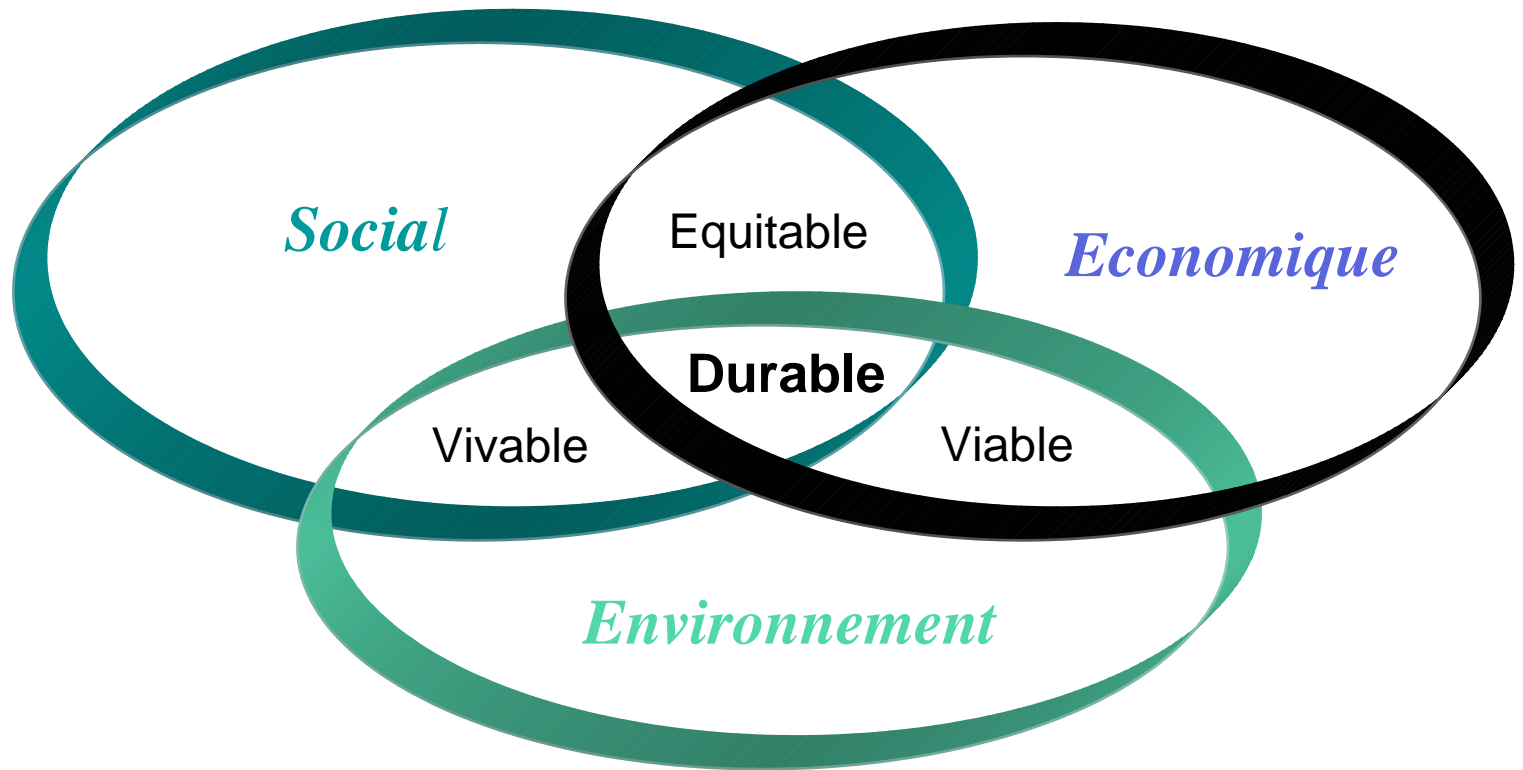 Social
Equitable
Economique
Durable
Vivable
Viable
Environnement